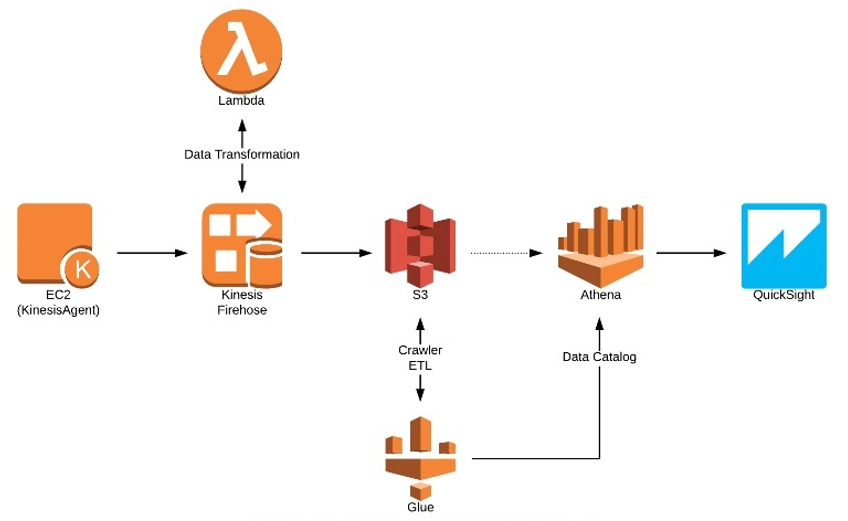 Lambda
Data Transformation
K
EC2
(KinesisAgent)
Kinesis
Firehose
S3
Athena
QuickSight
Crawler
ETL
Data Catalog
Glue